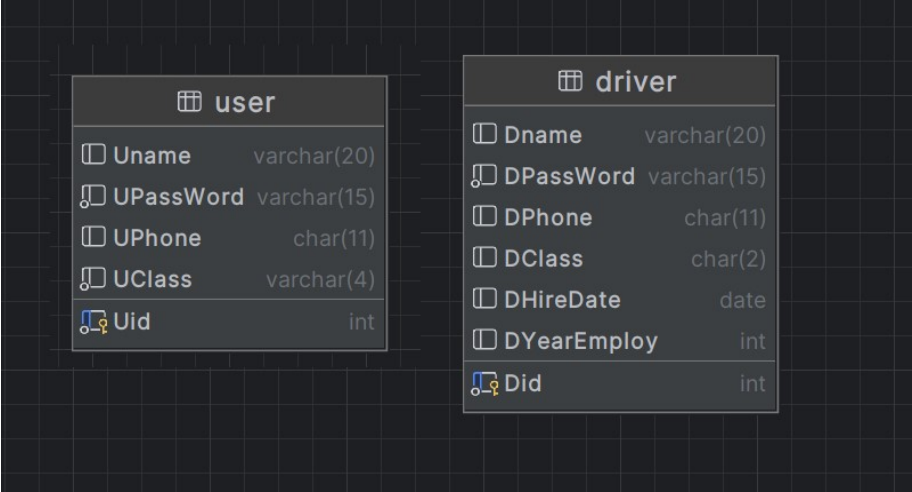 user
Uname varchar(20)
UPassWord varchar(15)
UPhone char(11)
UClass varchar(4)
Uid int
driver
Dname varchar(20)
DPassWord varchar(15)
DPhone char(11)
DClass char(2)
DHireDate date
DYearEmploy int
Did int